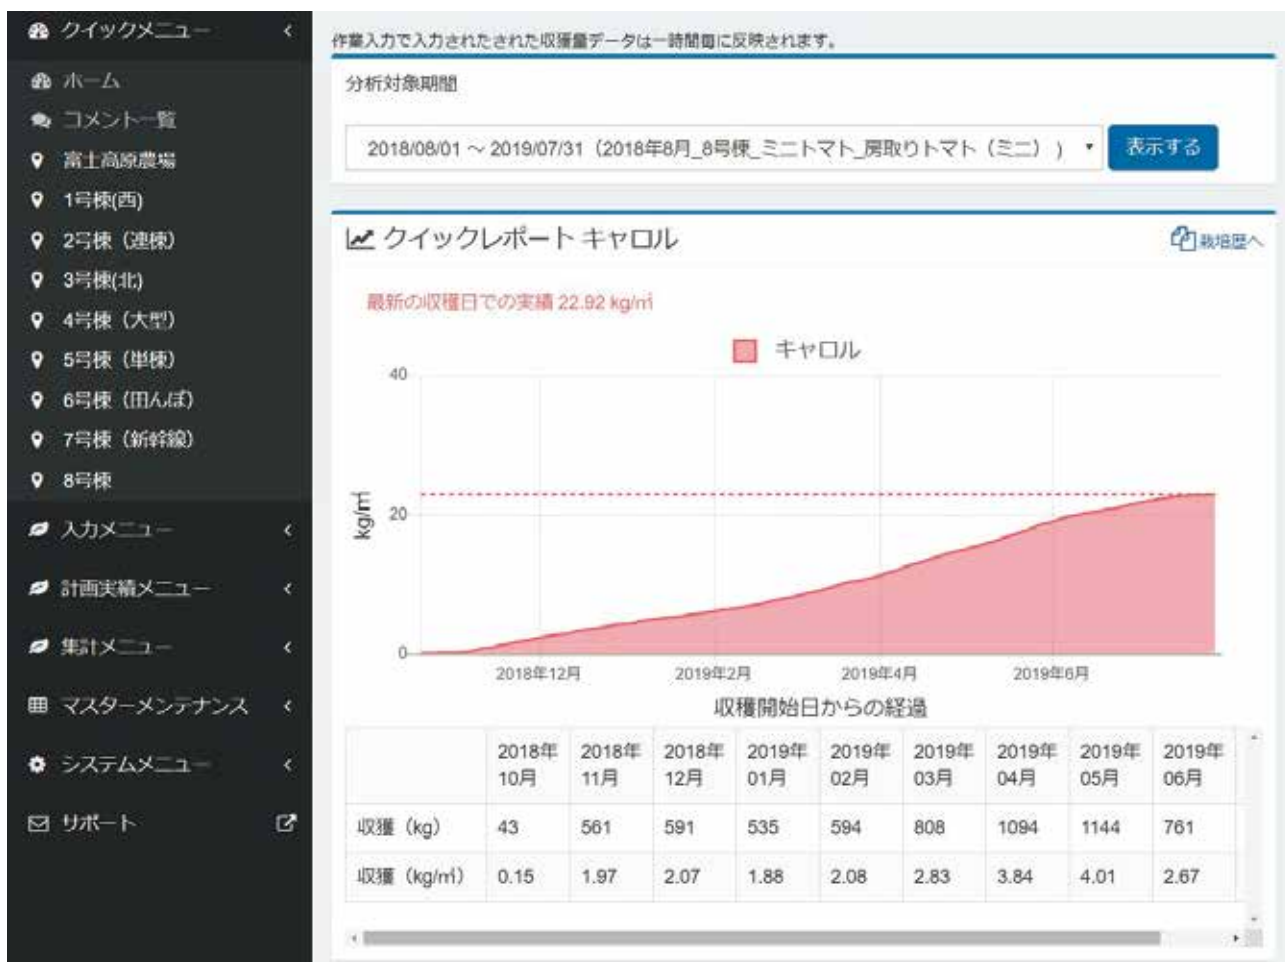 クイックメニュー
ホーム
コメント一覧
富士高原農場
1号棟(西)
2号棟（連棟）
3号棟(北)
4号棟（大型）
5号棟（単棟）
6号棟（田んぼ）
7号棟（新幹線）
8号棟
入力メニュー
計画実績メニュー
集計メニュー
マスターメンテナンス
システムメニュー
サポート
作業入力で入力されたされた収獲量データは一時間毎に反映されます。
分析対象期間
2018/08/01 ～ 2019/07/31（2018年8月_8号棟_ミニトマト_房取りトマト（ミニ））
表示する
クイックレポート キャロル
栽培歴へ
最新の収穫日での実績 22.92 kg/㎡
キャロル
40
20
0
kg/㎡
2018年12月 2019年2月 2019年4月 2019年6月
収穫開始日からの経過
2018年10月 2018年11月 2018年12月 2019年01月 2019年02月 2019年03月 2019年04月 2019年05月 2019年06月
収獲（kg） 43 561 591 535 594 808 1094 1144 761
収獲（kg/㎡） 0.15 1.97 2.07 1.88 2.08 2.83 3.84 4.01 2.67